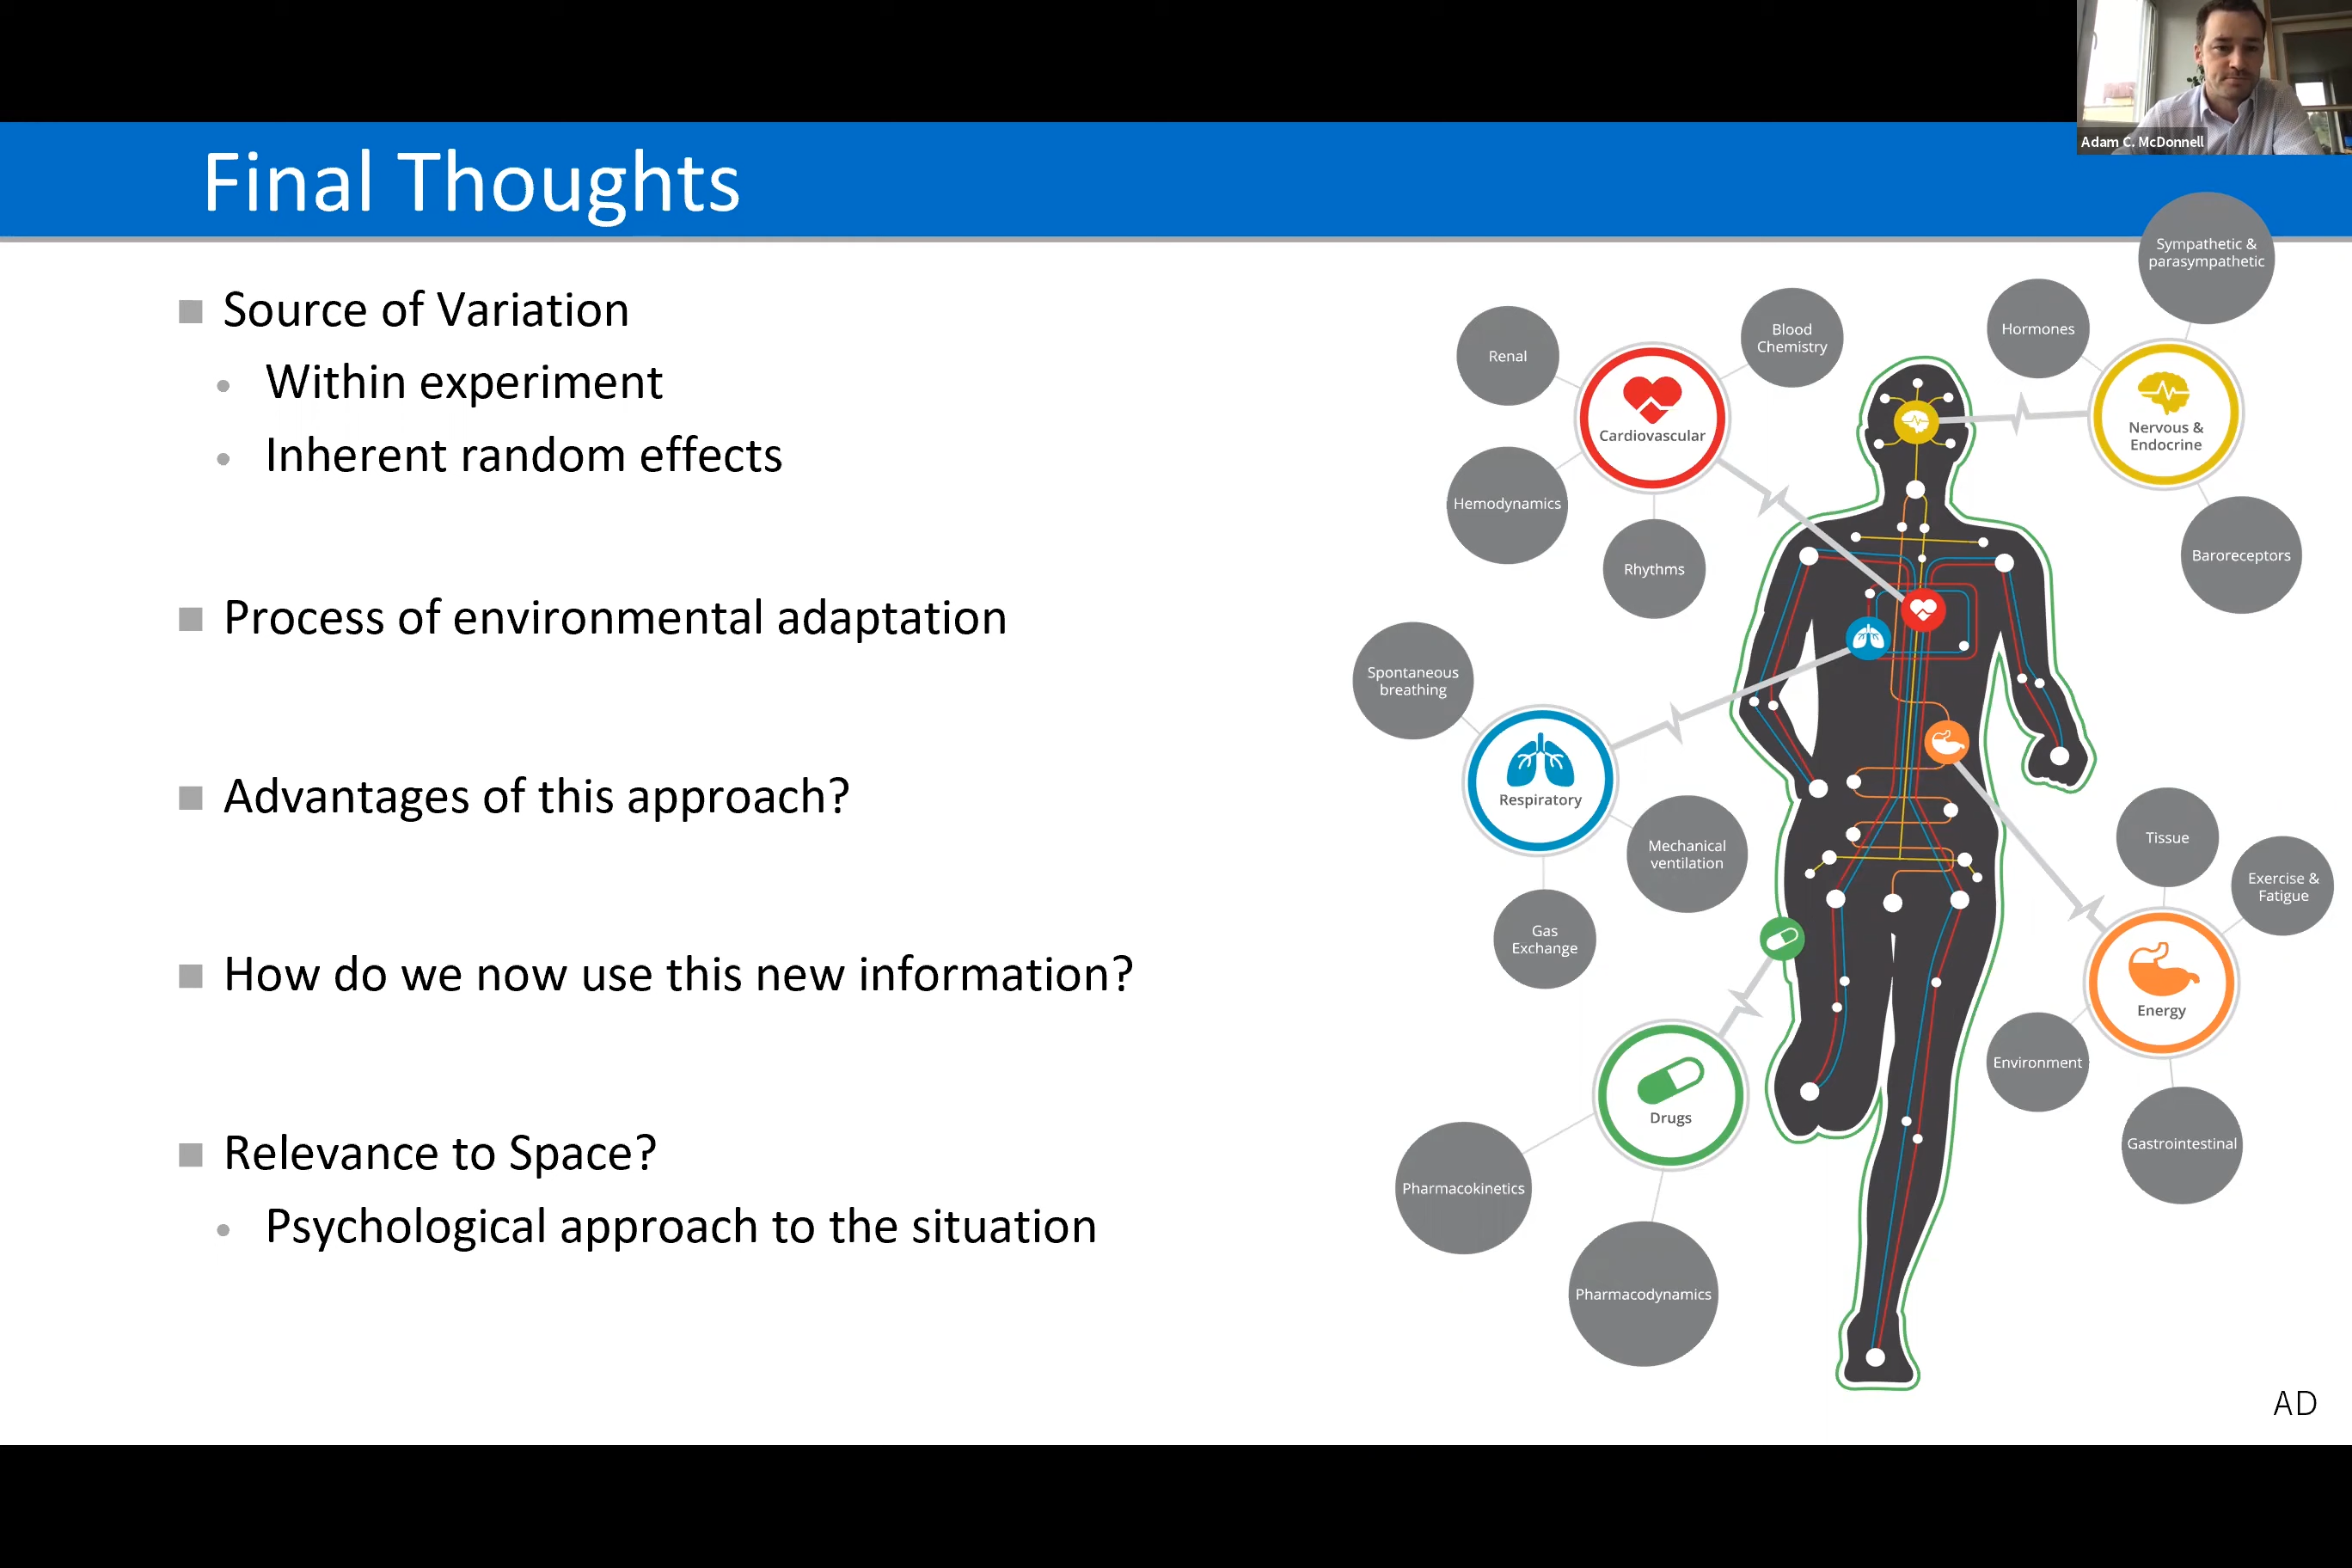 Adam C. McDonnell
Final Thoughts
Source of Variation
Within experiment
Inherent random effects
Process of environmental adaptation
Advantages of this approach?
How do we now use this new information?
Relevance to Space?
Psychological approach to the situation
Renal
Blood
Chemistry
Cardiovascular
Hemodynamics
Rhythms
Sympathetic &
parasympathetic
Hormones
Nervous &
Endocrine
Baroreceptors
Spontaneous
breathing
Respiratory
Mechanical
ventilation
Gas
Exchange
Tissue
Exercise &
Fatigue
Energy
Environment
Gastrointestinal
Drugs
Pharmacokinetics
Pharmacodynamics
AD